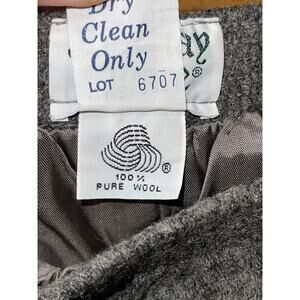 Dry
Clean
Only
LOT 6707
®
®
100%
PURE WOOL